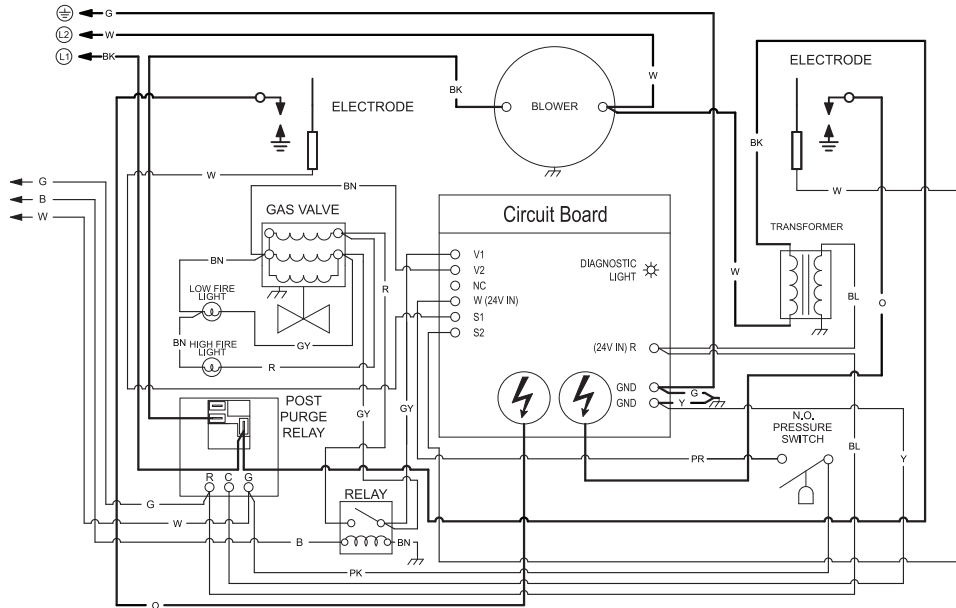 G
L2
W
L1
BK
ELECTRODE
BK
BLOWER
W
ELECTRODE
BK
W
W
G
B
W
BN
GAS VALVE
Circuit Board
TRANSFORMER
V1
V2
NC
W (24V IN)
S1
S2
DIAGNOSTIC
LIGHT
W
BL
O
BN
R
LOW FIRE
LIGHT
GY
BN
HIGH FIRE
LIGHT
R
(24V IN) R
GND
GND
G
Y
GY
GY
POST
PURGE
RELAY
N.O.
PRESSURE
SWITCH
PR
BL
Y
R C G
RELAY
G
W
B
BN
PK
O